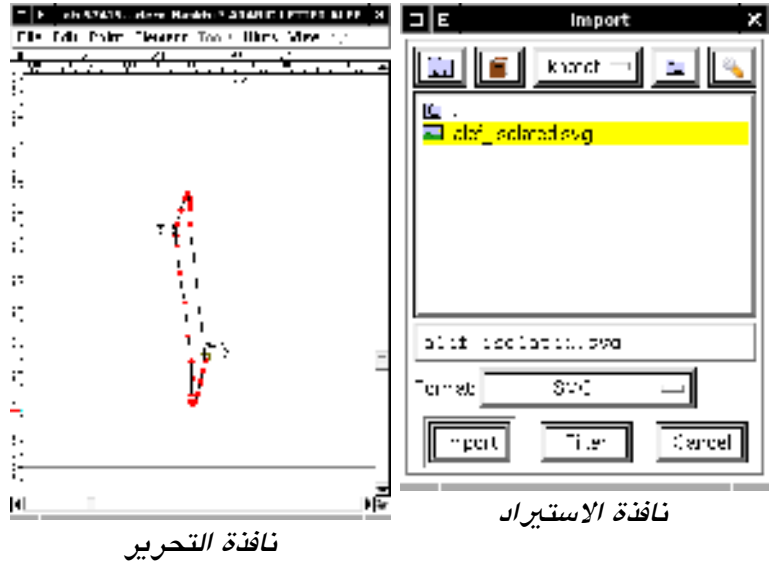 Import
alef_isolated.svg
Format: SVG
Import Filter Cancel
نافذة الاستيراد
File Edit Point Element Tools Hints View
نافذة التحرير